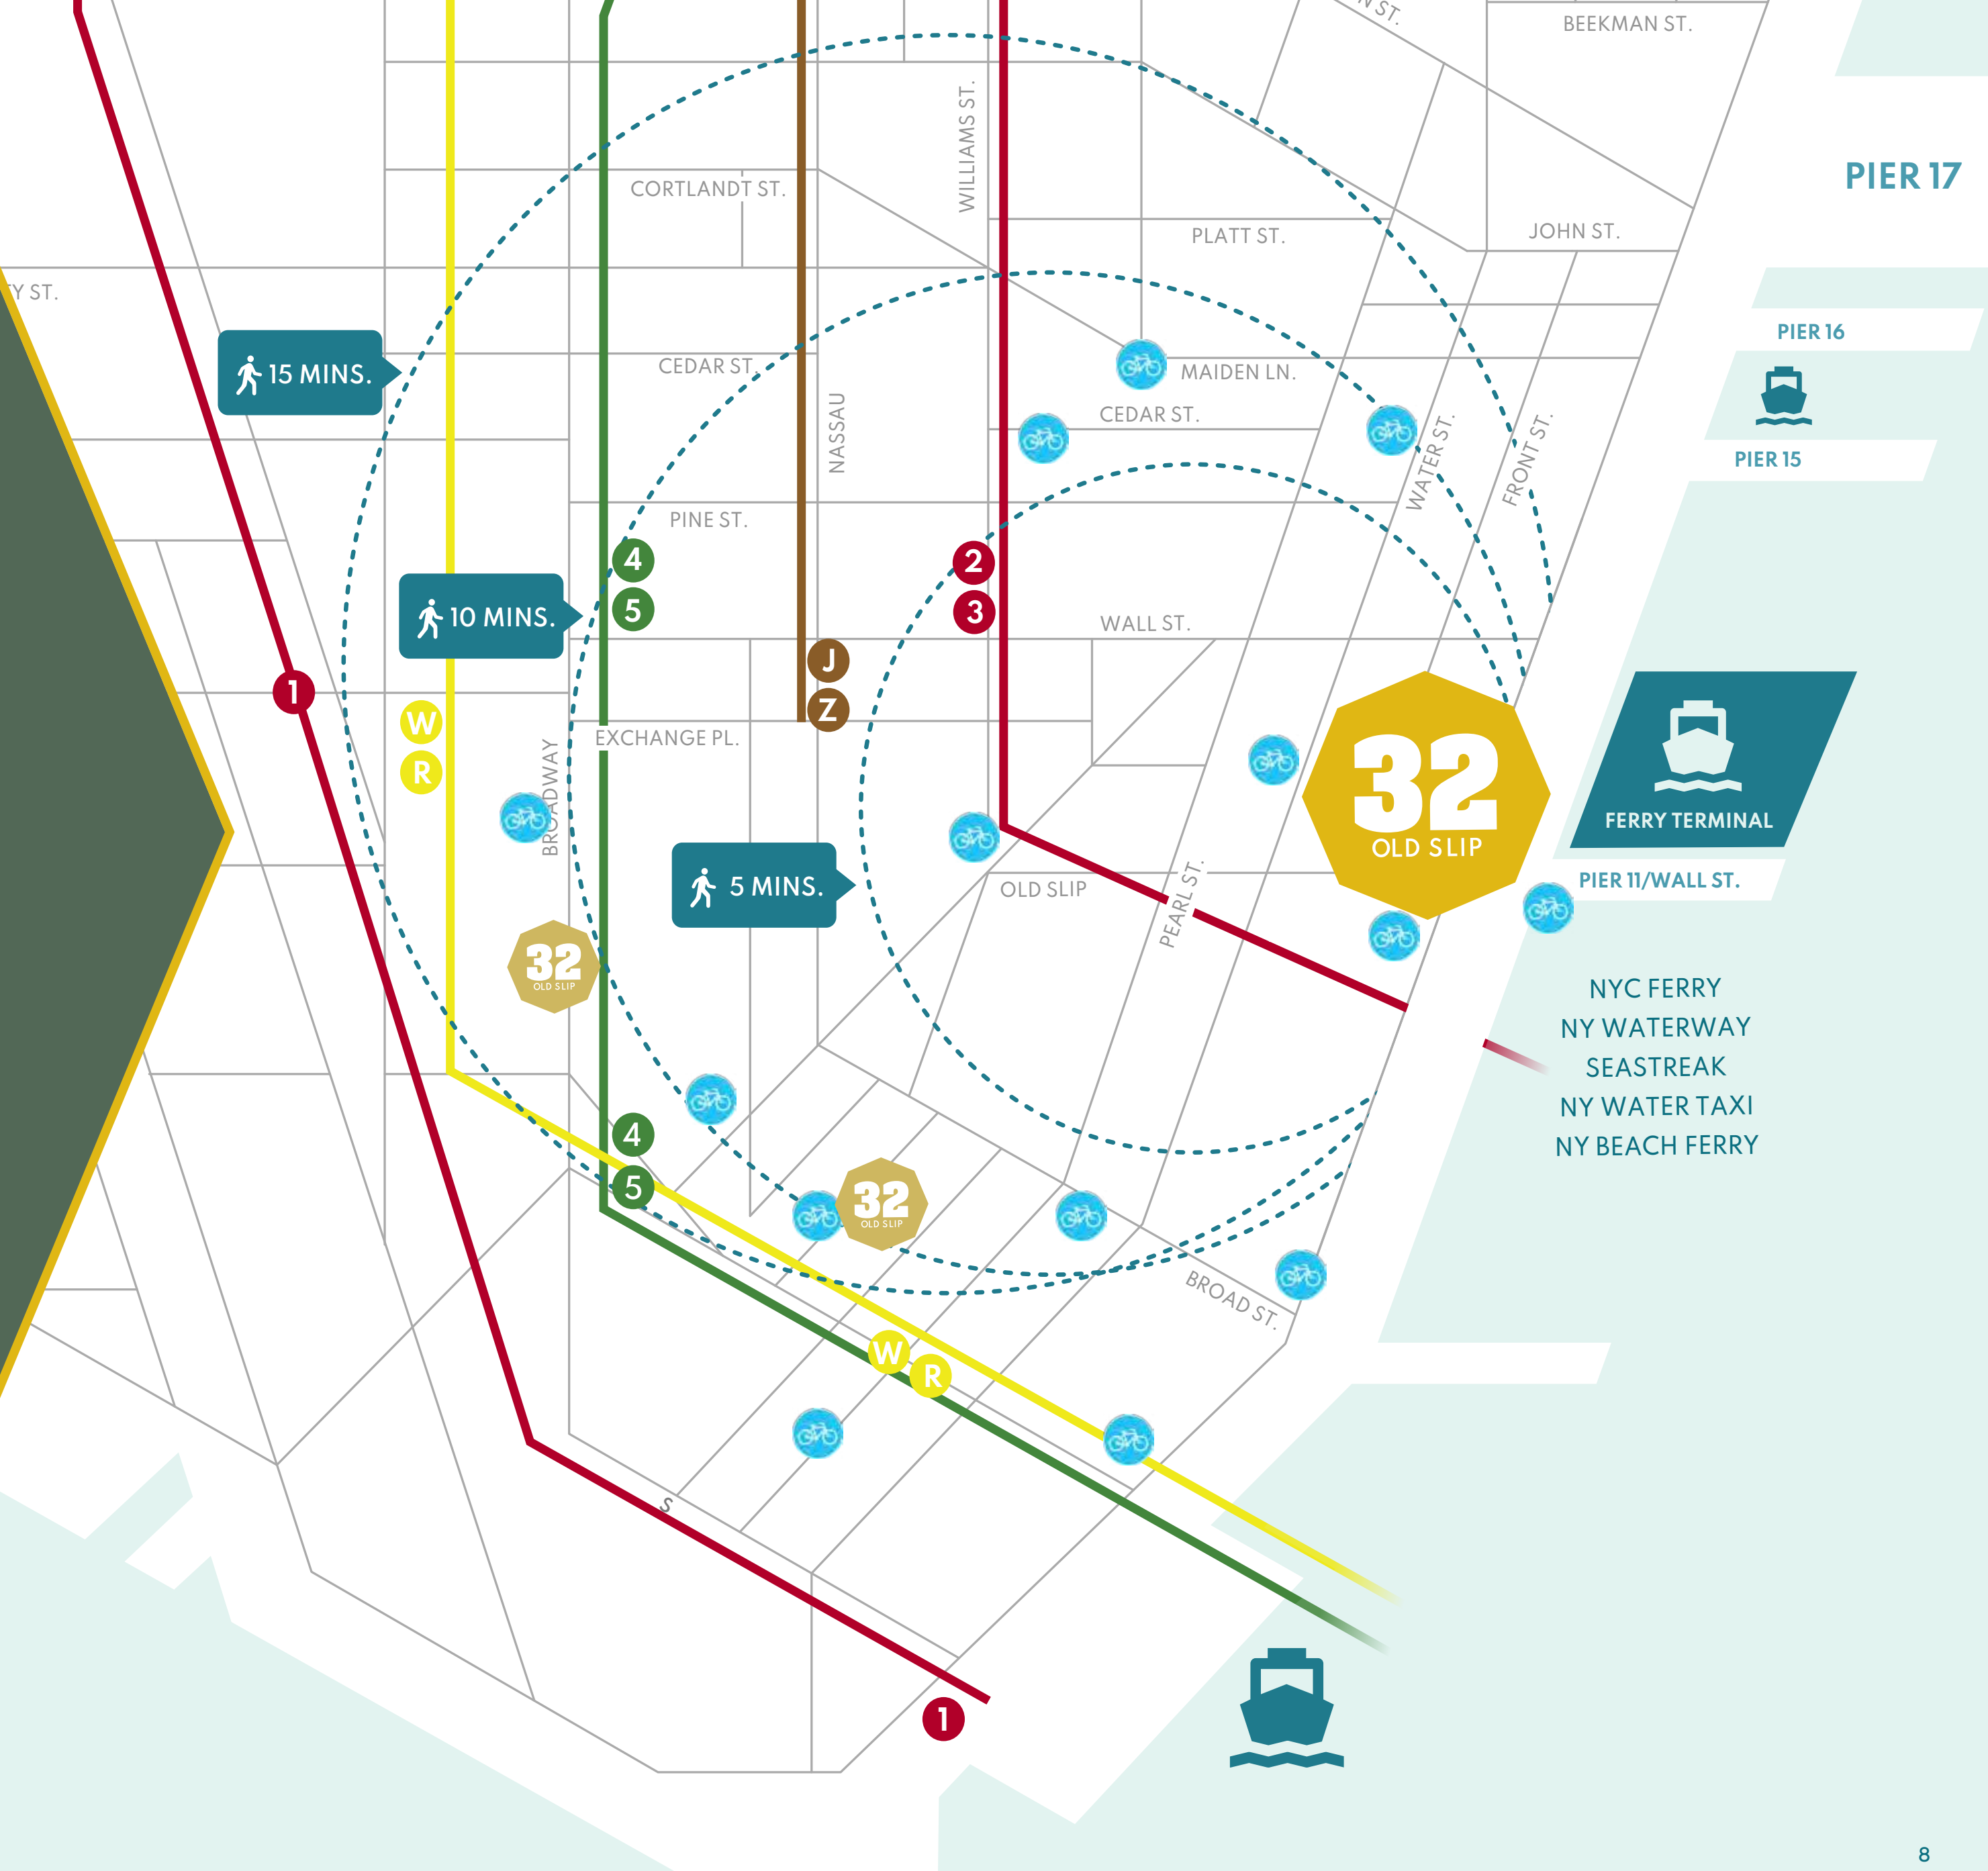 BEEKMAN ST.
N ST.
WILLIAMS ST.
PIER 17
CORTLANDT ST.
PLATT ST.
JOHN ST.
TY ST.
PIER 16
15 MINS.
CEDAR ST.
MAIDEN LN.
NASSAU
CEDAR ST.
WATER ST.
FRONT ST.
PIER 15
PINE ST.
4
5
2
3
10 MINS.
WALL ST.
J
Z
1
W
R
EXCHANGE PL.
BROADWAY
32
OLD SLIP
FERRY TERMINAL
5 MINS.
OLD SLIP
PEARL ST.
PIER 11/WALL ST.
32
OLD SLIP
NYC FERRY
NY WATERWAY
SEASTREAK
NY WATER TAXI
NY BEACH FERRY
4
5
32
OLD SLIP
BROAD ST.
W
R
S
1
8